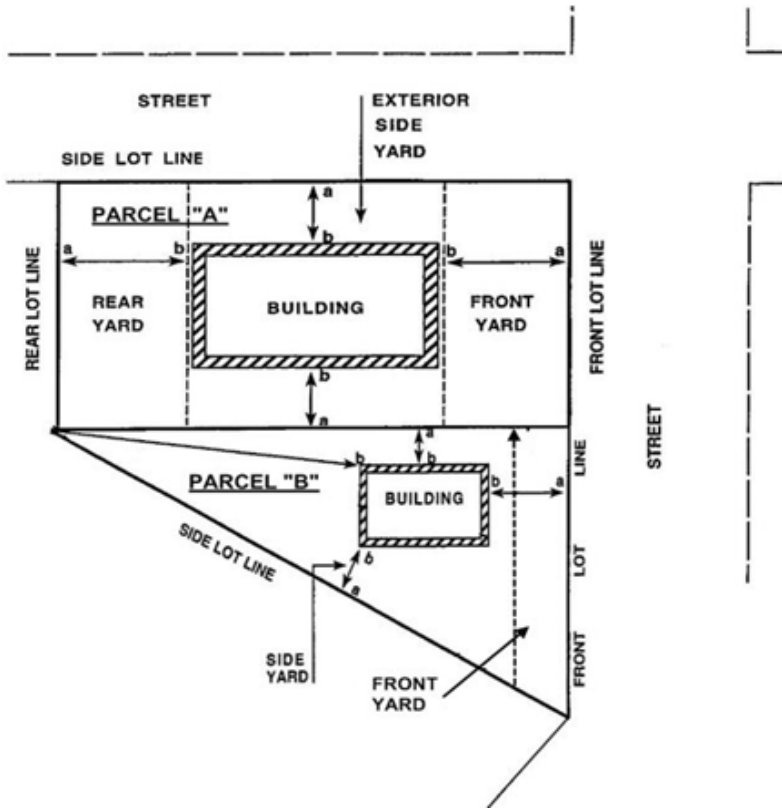 STREET
EXTERIOR
SIDE
YARD
SIDE LOT LINE
PARCEL "A"
a
b
a
b
b
a
REAR LOT LINE
REAR
YARD
BUILDING
FRONT
YARD
FRONT LOT LINE
b
a
STREET
a
b
b
b
a
PARCEL "B"
BUILDING
FRONT LOT LINE
SIDE LOT LINE
b
a
SIDE
YARD
FRONT
YARD